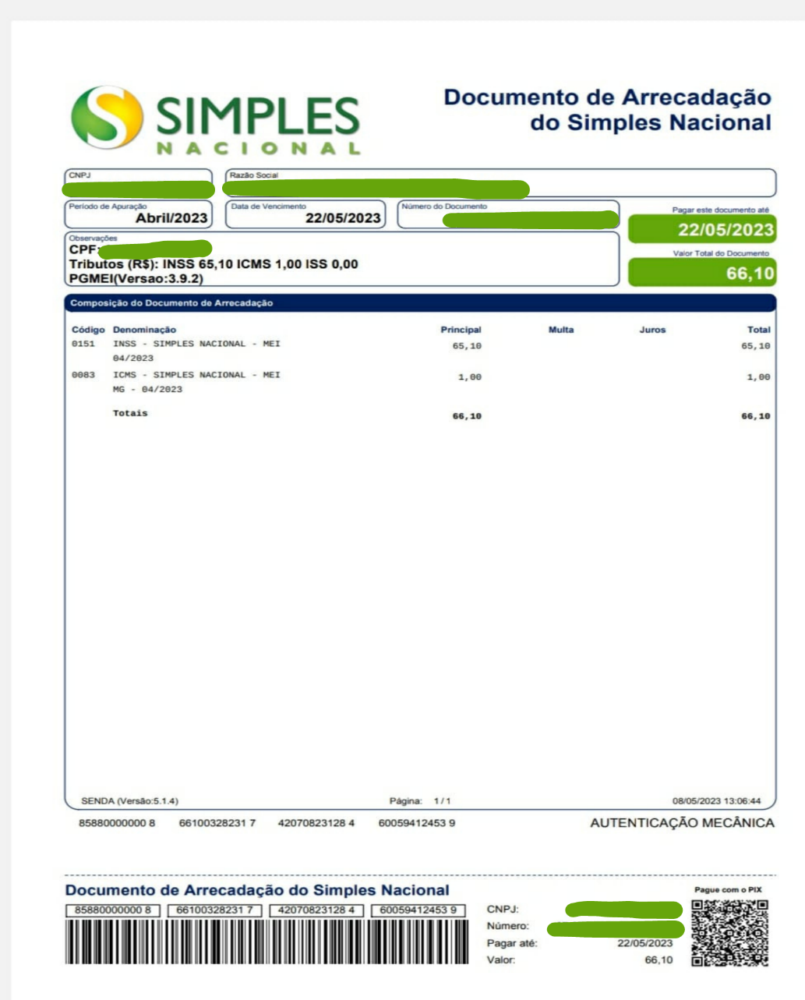 SIMPLES
NACIONAL
Documento de Arrecadação
do Simples Nacional
CNPJ
Razão Social
Período de Apuração
Abril/2023
Data de Vencimento
22/05/2023
Número do Documento
Pagar este documento até
22/05/2023
Observações
CPF:
Tributos (R$): INSS 65,10 ICMS 1,00 ISS 0,00
PGMEI(Versao:3.9.2)
Valor Total do Documento
66,10
Composição do Documento de Arrecadação
Código Denominação Principal Multa Juros Total
0151 INSS - SIMPLES NACIONAL - MEI 65,10 65,10
04/2023
0083 ICMS - SIMPLES NACIONAL - MEI 1,00 1,00
MG - 04/2023
Totais 66,10 66,10
SENDA (Versão:5.1.4) Página: 1/1 08/05/2023 13:06:44
85880000000 8 66100328231 7 42070823128 4 60059412453 9 AUTENTICAÇÃO MECÂNICA
Documento de Arrecadação do Simples Nacional
Pague com o PIX
85880000000 8 66100328231 7 42070823128 4 60059412453 9
CNPJ:
Número:
Pagar até: 22/05/2023
Valor: 66,10